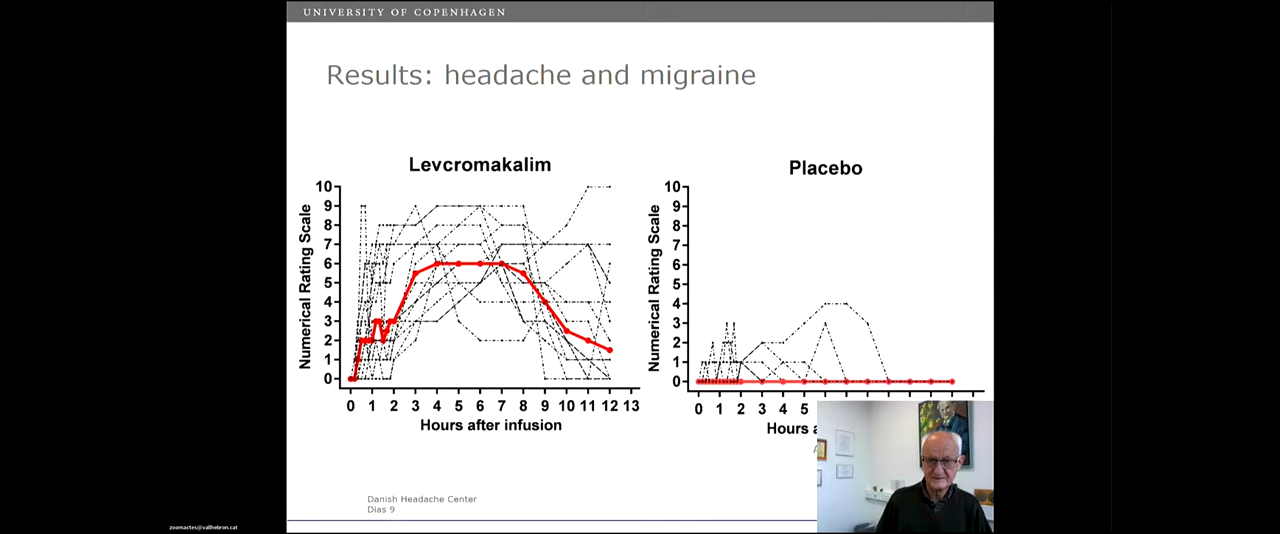 UNIVERSITY OF COPENHAGEN
Results: headache and migraine
Levcromakalim
Numerical Rating Scale
10
9
8
7
6
5
4
3
2
1
0
0 1 2 3 4 5 6 7 8 9 10 11 12 13
Hours after infusion
Placebo
Numerical Rating Scale
10
9
8
7
6
5
4
3
2
1
0
0 1 2 3 4 5
Hours
Danish Headache Center
Dias 9
zoomactes@vallhebron.cat